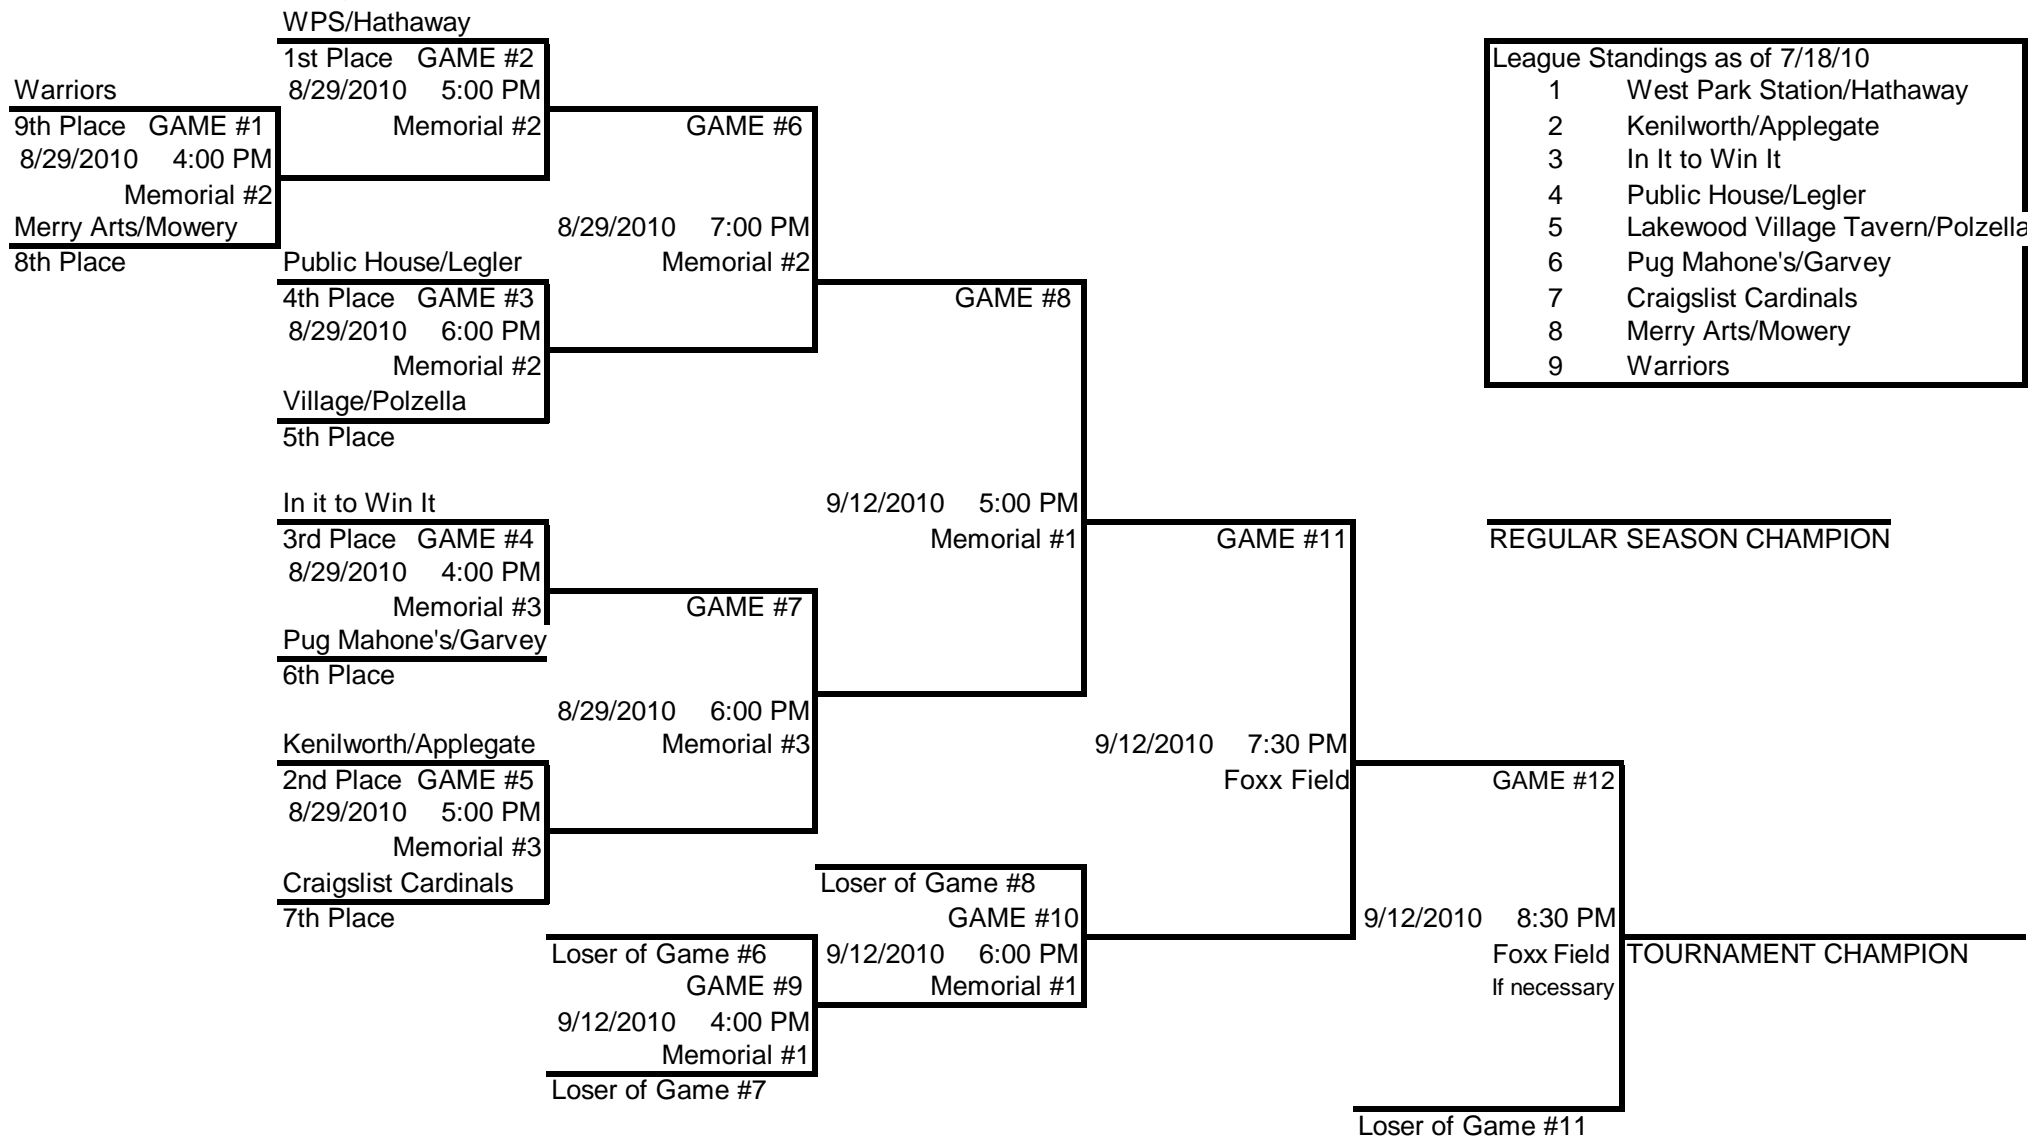 WPS/Hathaway
1st Place GAME #2
8/29/2010 5:00 PM
Memorial #2
Warriors
9th Place GAME #1
8/29/2010 4:00 PM
Memorial #2
Merry Arts/Mowery
8th Place
Public House/Legler
4th Place GAME #3
8/29/2010 6:00 PM
Memorial #2
Village/Polzella
5th Place
In it to Win It
3rd Place GAME #4
8/29/2010 4:00 PM
Memorial #3
Pug Mahone's/Garvey
6th Place
Kenilworth/Applegate
2nd Place GAME #5
8/29/2010 5:00 PM
Memorial #3
Craigslist Cardinals
7th Place
GAME #6
8/29/2010 7:00 PM
Memorial #2
GAME #7
8/29/2010 6:00 PM
Memorial #3
Loser of Game #6
GAME #9
9/12/2010 4:00 PM
Memorial #1
Loser of Game #7
GAME #8
9/12/2010 5:00 PM
Memorial #1
Loser of Game #8
GAME #10
9/12/2010 6:00 PM
Memorial #1
GAME #11
9/12/2010 7:30 PM
Foxx Field
GAME #12
9/12/2010 8:30 PM
Foxx Field
If necessary
Loser of Game #11
League Standings as of 7/18/10
1 West Park Station/Hathaway
2 Kenilworth/Applegate
3 In It to Win It
4 Public House/Legler
5 Lakewood Village Tavern/Polzella
6 Pug Mahone's/Garvey
7 Craigslist Cardinals
8 Merry Arts/Mowery
9 Warriors
REGULAR SEASON CHAMPION
TOURNAMENT CHAMPION